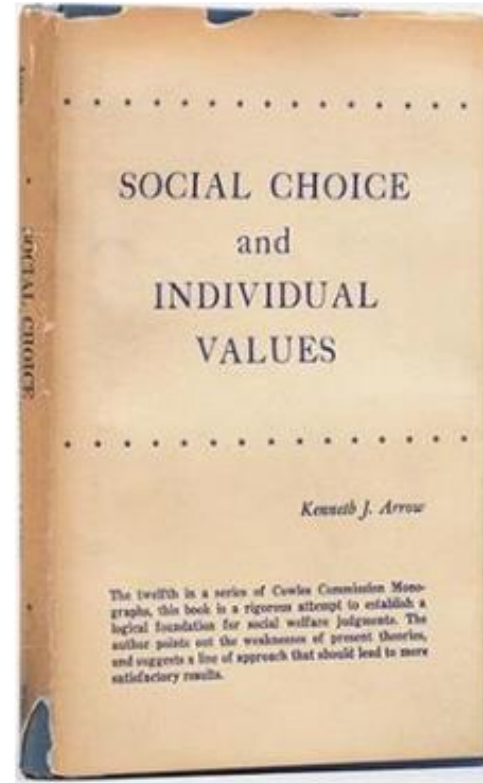 SOCIAL CHOICE
SOCIAL CHOICE
and
INDIVIDUAL
VALUES
Kenneth J. Arrow
The twelfth in a series of Cowles Commission Mono-
graphs, this book is a rigorous attempt to establish a
logical foundation for social welfare judgments. The
author points out the weaknesses of present theories,
and suggests a line of approach that should lead to more
satisfactory results.